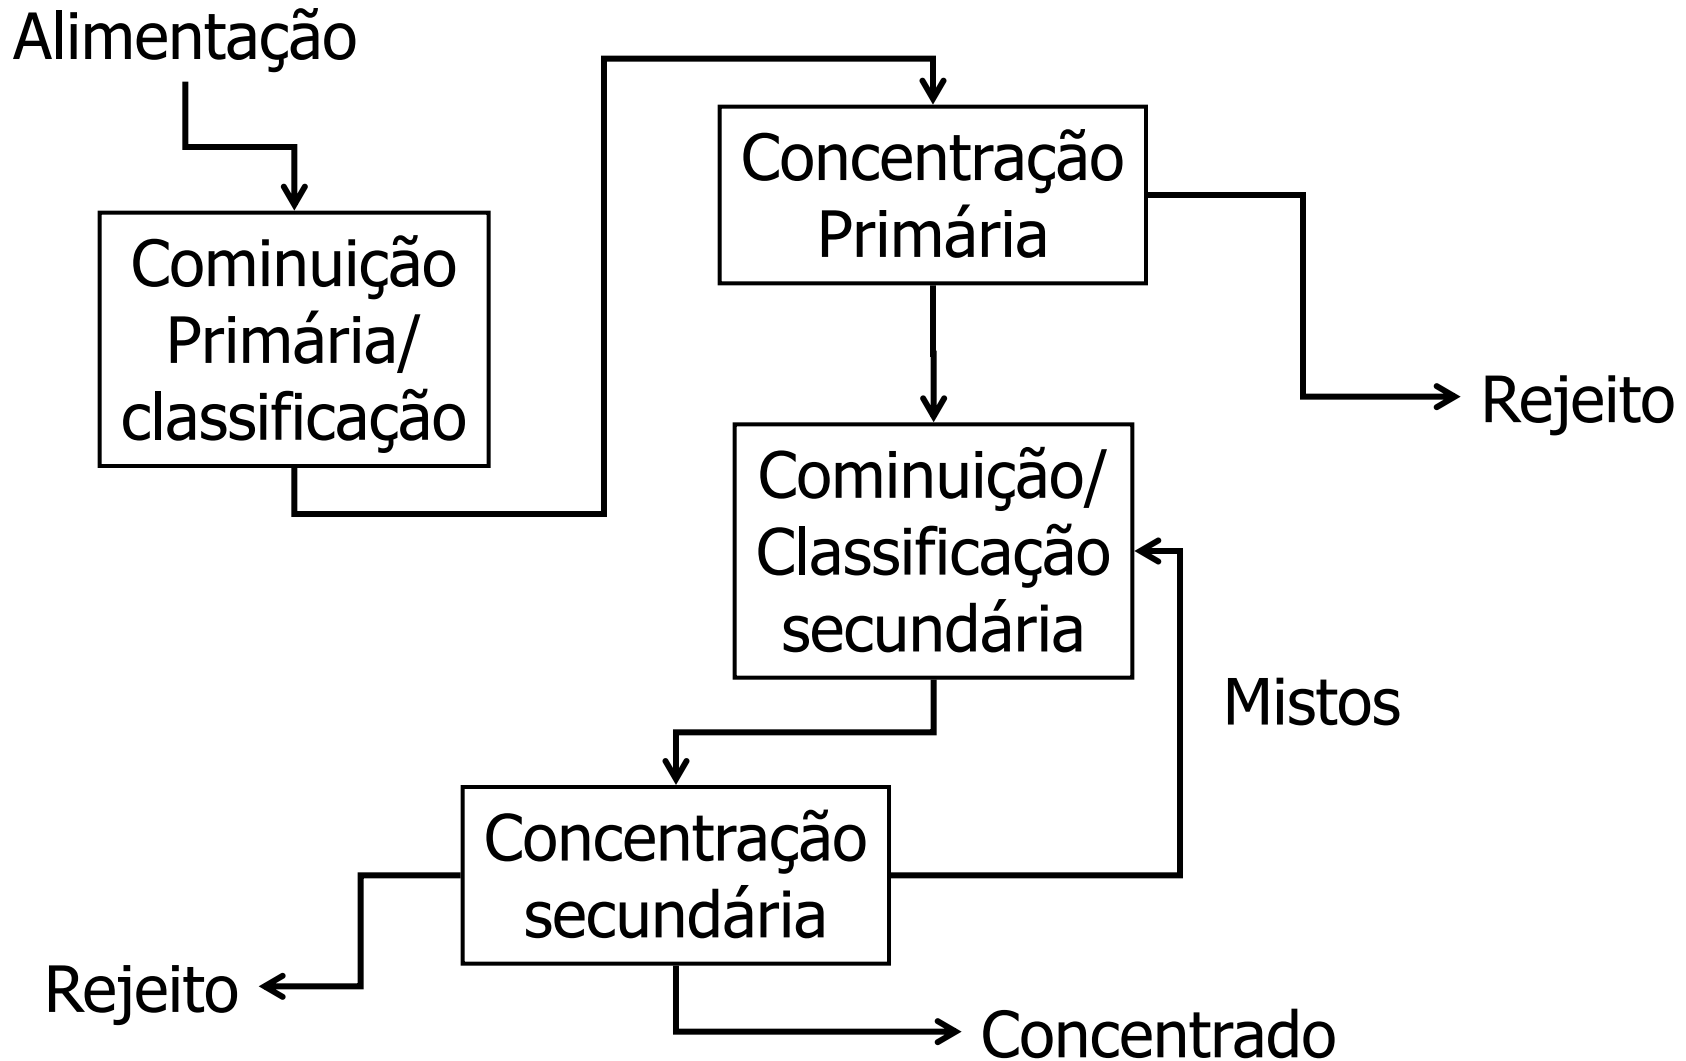 Alimentação
Cominuição
Primária/
classificação
Concentração
Primária
Rejeito
Cominuição/
Classificação
secundária
Mistos
Concentração
secundária
Rejeito
Concentrado